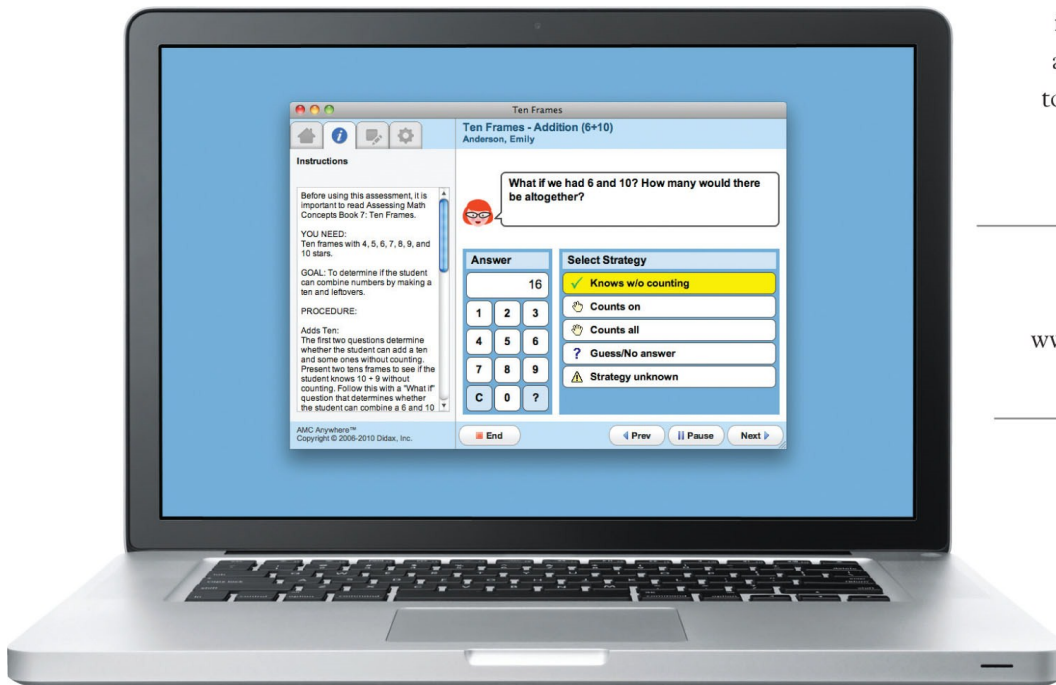 Ten Frames
Ten Frames - Addition (6+10)
Anderson, Emily
Instructions
Before using this assessment, it is
important to read Assessing Math
Concepts Book 7: Ten Frames.
YOU NEED:
Ten frames with 4, 5, 6, 7, 8, 9, and
10 stars.
GOAL: To determine if the student
can combine numbers by making a
ten and leftovers.
PROCEDURE:
Adds Ten:
The first two questions determine
whether the student can add a ten
and some ones without counting.
Present two tens frames to see if the
student knows 10 + 9 without
counting. Follow this with a "What if"
question that determines whether
the student can combine a 6 and 10
AMC Anywhere™
Copyright © 2006-2010 Didax, Inc.
What if we had 6 and 10? How many would there
be altogether?
Answer
16
1 2 3
4 5 6
7 8 9
C 0 ?
Select Strategy
Knows w/o counting
Counts on
Counts all
? Guess/No answer
Strategy unknown
End
Prev
Pause
Next